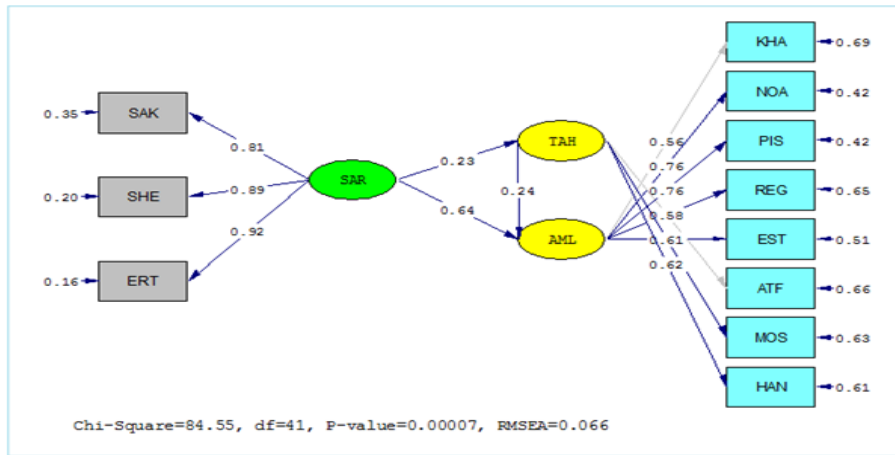 KHA
0.69
SAK
0.35
NOA
0.42
0.81
0.56
TAH
PIS
0.42
0.76
0.23
SHE
0.20
0.89
SAR
0.24
0.76
REG
0.65
0.64
0.58
0.92
AML
0.61
EST
0.51
0.62
ERT
0.16
ATF
0.66
MOS
0.63
HAN
0.61
Chi-Square=84.55, df=41, P-value=0.00007, RMSEA=0.066